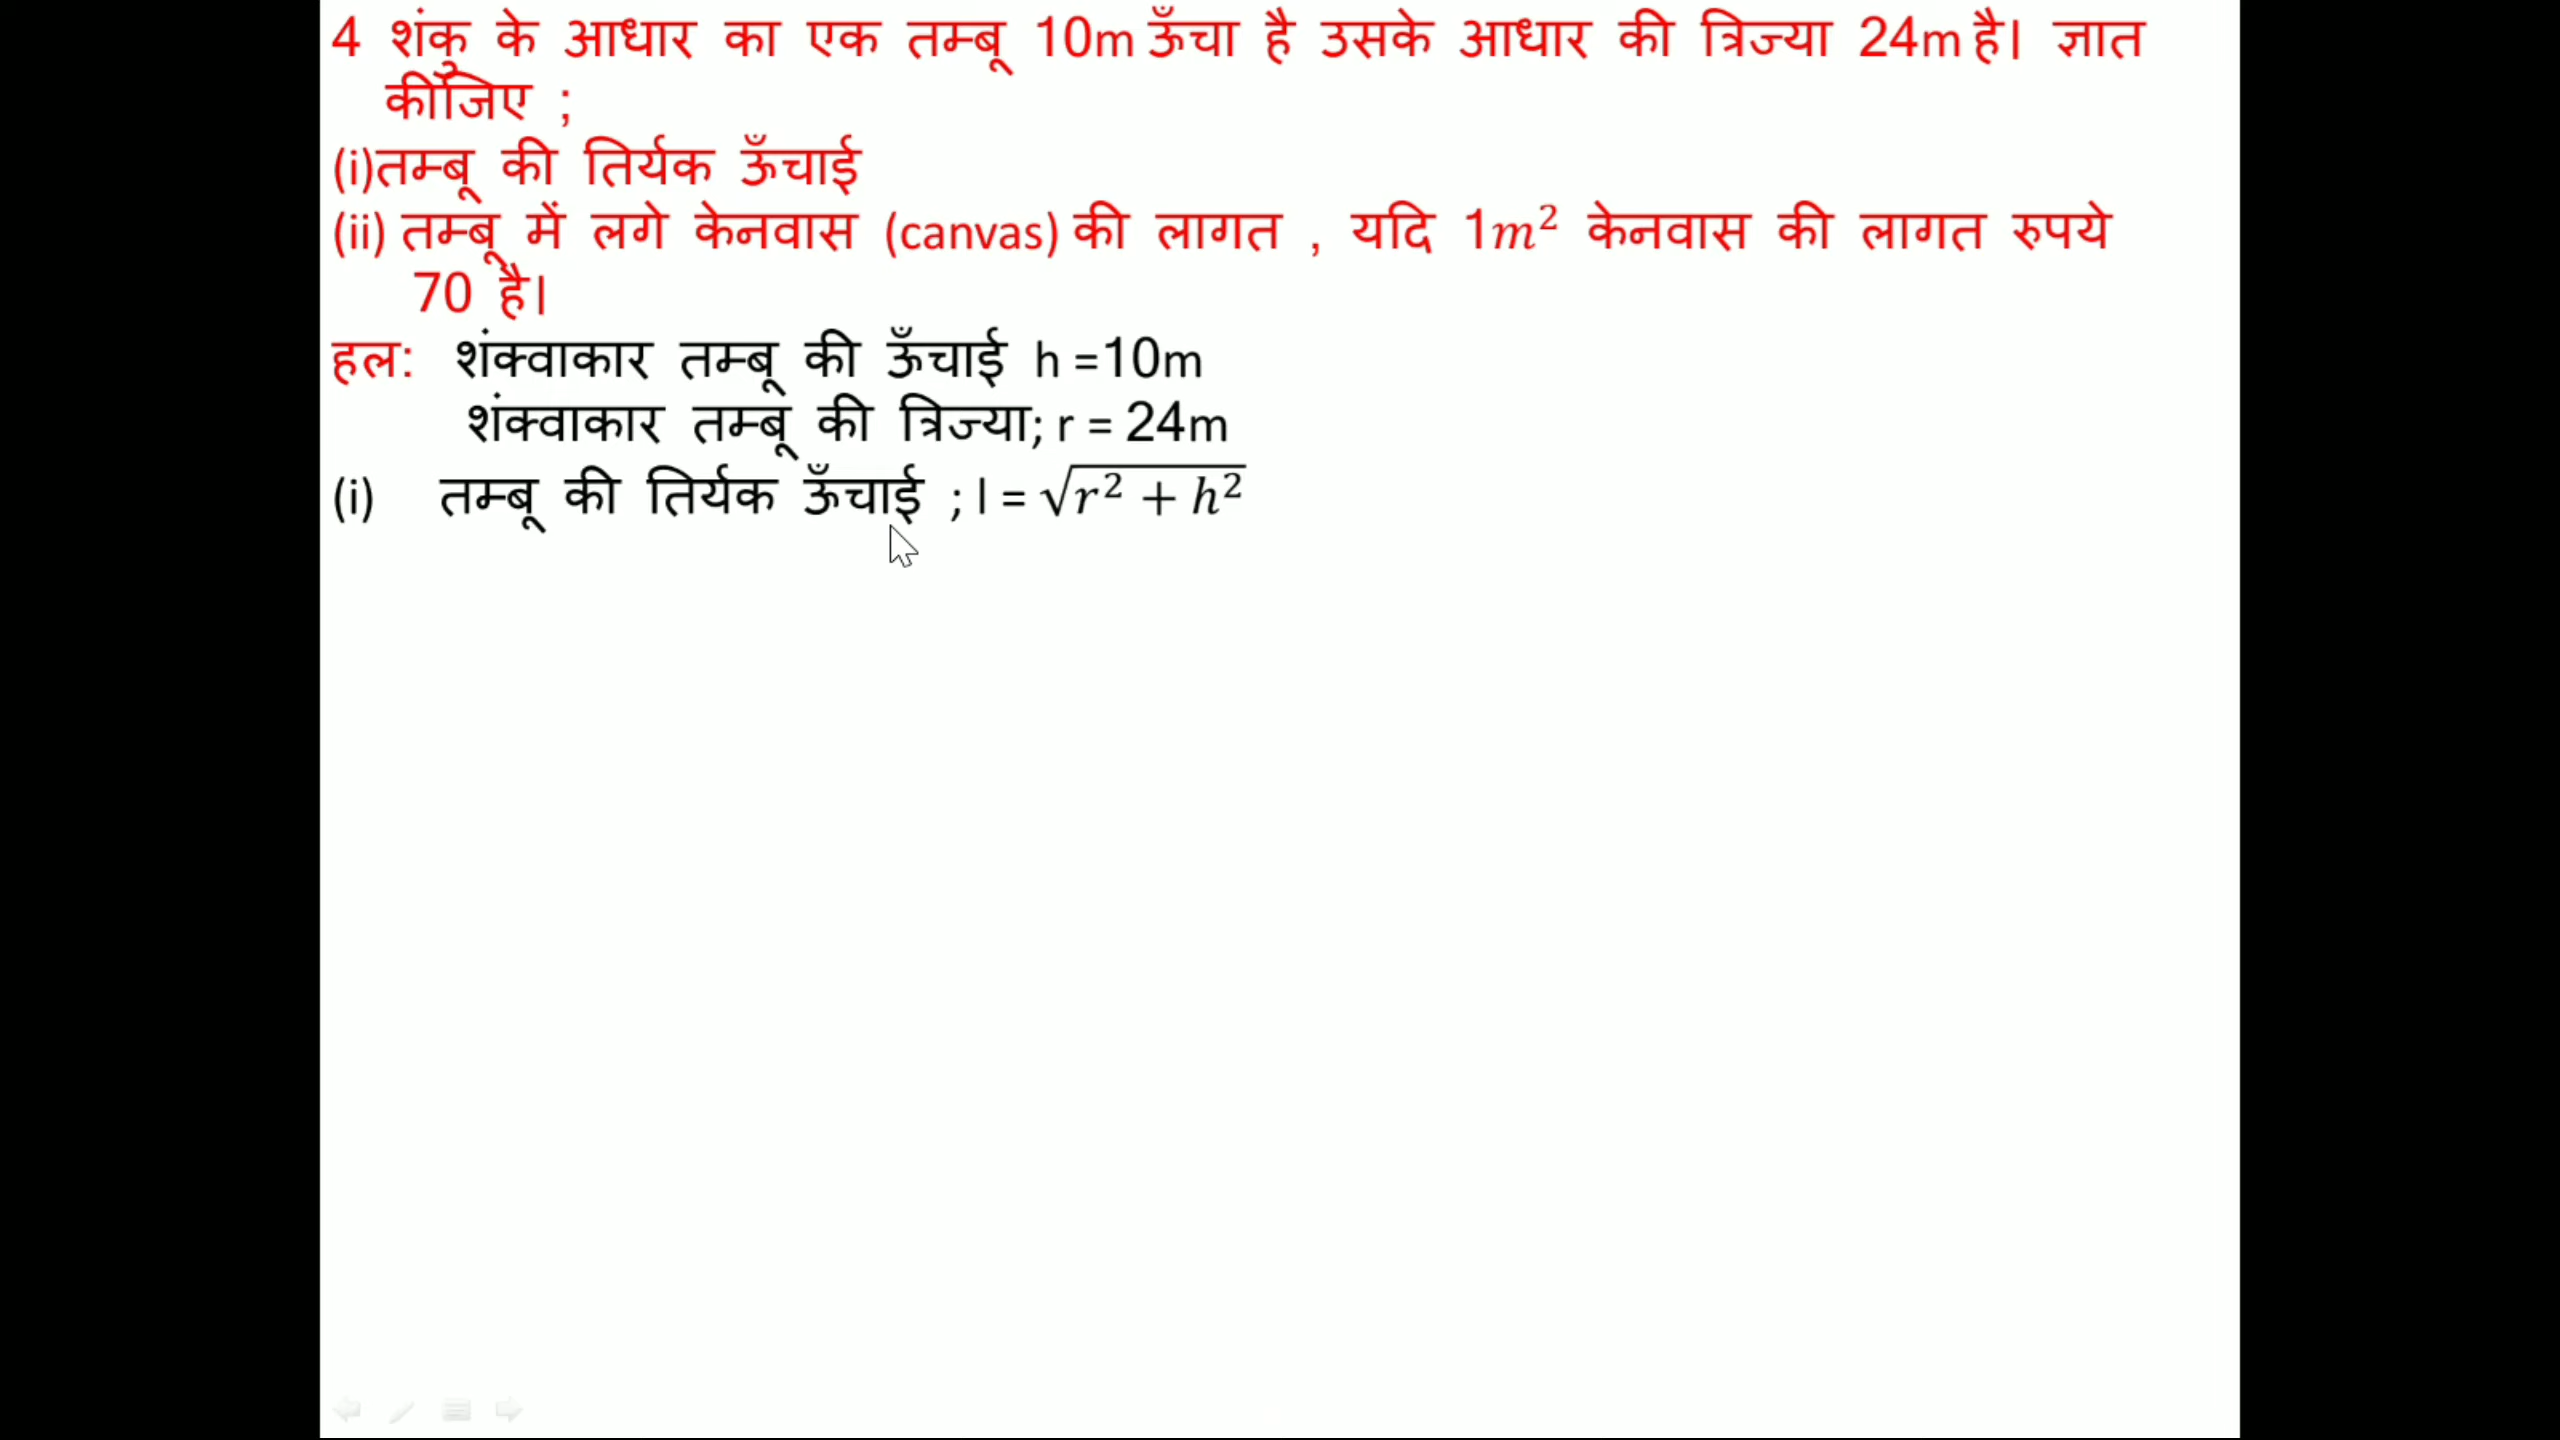 4 शंकु के आधार का एक तम्बू 10m ऊँचा है उसके आधार की त्रिज्या 24m है। ज्ञात
कीजिए ;
(i)तम्बू की तिर्यक ऊँचाई
(ii) तम्बू में लगे केनवास (canvas) की लागत , यदि 1m² केनवास की लागत रुपये
70 है।
हल: शंक्वाकार तम्बू की ऊँचाई h =10m
शंक्वाकार तम्बू की त्रिज्या; r = 24m
(i) तम्बू की तिर्यक ऊँचाई ; l = √r² + h²